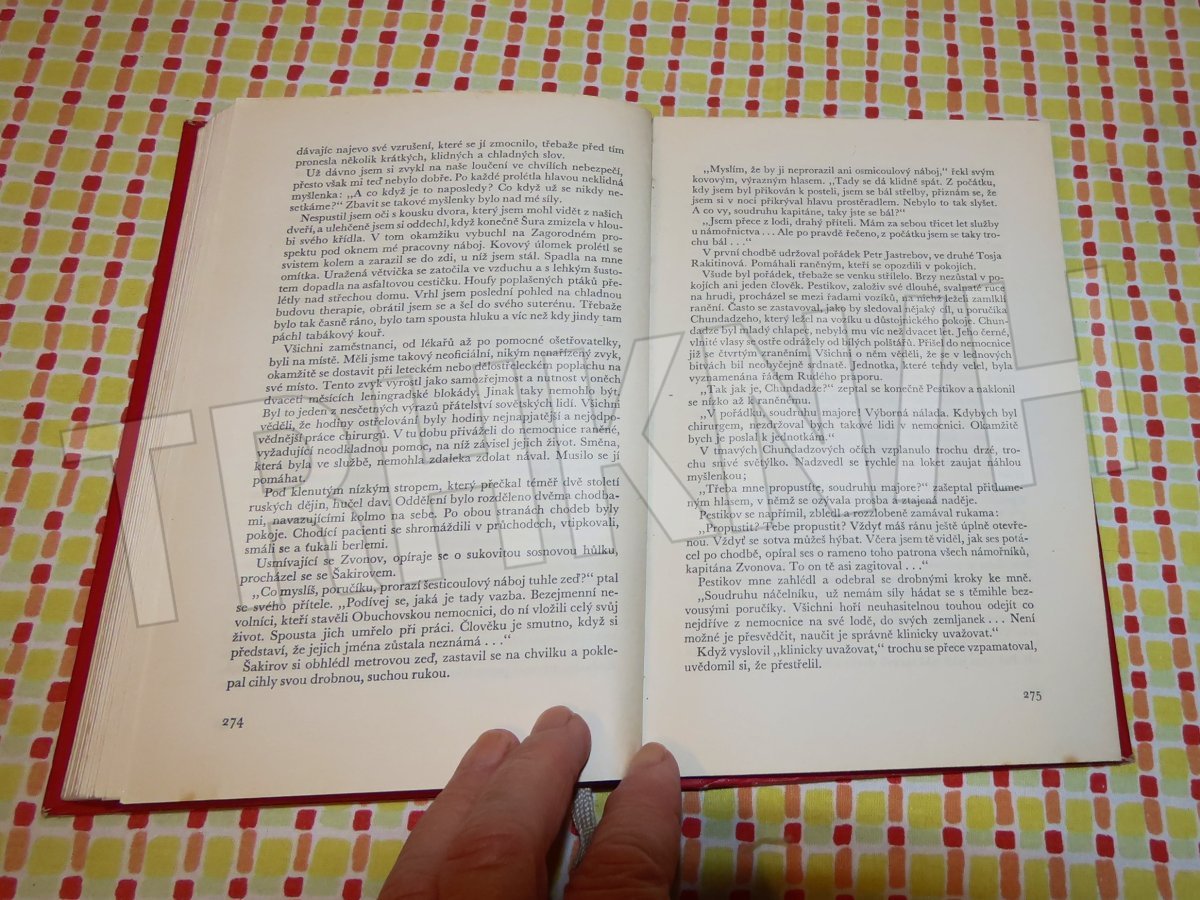 dávajíc najevo své vzrušení, které se jí zmocnilo, třebaže před tím
pronesla několik krátkých, klidných a chladných slov.
Už dávno jsem si zvykl na naše loučení ve chvílích nebezpečí,
přesto však mi teď nebylo dobře. Po každé prolétla hlavou neklidná
myšlenka: „A co když je to naposledy? Co když už se nikdy ne-
setkáme?“ Zbavit se takové myšlenky bylo nad mé síly.
Nespustil jsem oči s kousku dvora, který jsem mohl vidět z našich
dveří, a ulehčeně jsem si oddechl, když konečně Šura zmizela v hlou-
bi svého křídla. V tom okamžiku vybuchl na Zagorodném pro-
spektu pod oknem mé pracovny náboj. Kovový úlomek prolétl se
svistem kolem a zarazil se do zdi, u níž jsem stál. Spadla na mne
omítka. Uražená větvička se zatočila ve vzduchu a s lehkým šusto-
tem dopadla na asfaltovou cestičku. Houfy poplašených ptáků pře-
létly nad střechou domu. Vrhl jsem poslední pohled na chladnou
budovu therapie, obrátil jsem se a šel do svého suterénu. Třebaže
bylo tak časně ráno, bylo tam spousta hluku a víc než kdy jindy tam
páchl tabákový kouř.
Všichni zaměstnanci, od lékařů až po pomocné ošetřovatelky,
byli na místě. Měli jsme takový neoficiální, nikým nenařízený zvyk,
okamžitě se dostavit při leteckém nebo dělostřeleckém poplachu na
své místo. Tento zvyk vyrostl jako samozřejmost a nutnost v oněch
dvaceti měsících leningradské blokády. Jinak taky nemohlo být.
Byl to jeden z nesčetných výrazů přátelství sovětských lidí. Všichni
věděli, že byly hodiny ostřelování byly hodiny nejnapjatější a nejodpo-
vědnější práce chirurgů. V tu dobu přiváželi do nemocnice raněné,
vyžadující neodkladnou pomoc, na níž závisel jejich život. Směna,
která byla ve službě, nemohla zdaleka zdolat nával. Musilo se jí
pomáhat.
Pod klenutým nízkým stropem, který přečkal téměř dvě století
ruských dějin, hučel dav. Oddělení bylo rozděleno dvěma chodba-
mi, navazujícími kolmo na sebe. Po obou stranách chodeb byly
pokoje. Chodící pacienti se shromáždili v průchodech, vtipkovali,
smáli se a ťukali berlemi.
Usmívající se Zvonov, opíraje se o sukovitou sosnovou hůlku,
procházel se se Šakirovem.
„Co myslíš, poručíku, prorazí šesticoulový náboj tuhle zeď?“ ptal
se svého přítele. „Podívej se, jaká je tady vazba. Bezejmenní ne-
volníci, kteří stavěli Obuchovskou nemocnici, do ní vložili celý svůj
život. Spousta jich umřelo při práci. Člověku je smutno, když si
představí, že jejich jména zůstala neznámá . . .“
Šakirov si obhlédl metrovou zeď, zastavil se na chvilku a pokle-
pal cihly svou drobnou, suchou rukou.
274
„Myslím, že by ji neprorazil ani osmicoulový náboj,“ řekl svým
kovovým, výrazným hlasem. „Tady se dá klidně spát. Z počátku,
kdy jsem byl přikován k posteli, jsem se bál střelby, přiznám se, že
jsem si v noci přikrýval hlavu prostěradlem. Nebylo to tak slyšet.
A co vy, soudruhu kapitáne, taky jste se bál?“
„Jsem přece z lodi, drahý příteli. Mám za sebou třicet let služby
u námořnictva . . . Ale po pravdě řečeno, z počátku jsem se taky tro-
chu bál . . .“
V první chodbě udržoval pořádek Petr Jastrebov, ve druhé Tosja
Rakitinová. Pomáhali raněným, kteří se opozdili v pokojích.
Všude byl pořádek, třebaže se venku střílelo. Brzy nezůstal v po-
kojích ani jeden člověk. Pestikov, založiv své dlouhé, svalnaté ruce
na hrudi, procházel se mezi řadami vozíků, na nichž leželi zamlklí
ranění. Často se zastavoval, jako by sledoval nějaký cíl, u poručíka
Chundadzeho, který ležel na vozíku u důstojnického pokoje. Chun-
dadze byl mladý chlapec, nebylo mu víc než dvacet let. Jeho černé,
vlnité vlasy se ostře odrážely od bílých polštářů. Přišel do nemocnice
již se čtvrtým zraněním. Všichni o něm věděli, že se v lednových
bitvách bil neobyčejně srdnatě. Jednotka, které tehdy velel, byla
vyznamenána řádem Rudého praporu.
„Tak jak je, Chundadze?“ zeptal se konečně Pestikov a naklonil
se nízko až k raněnému.
„V pořádku, soudruhu majore! Výborná nálada. Kdybych byl
chirurgem, nezdržoval bych takové lidi v nemocnici. Okamžitě
bych je poslal k jednotkám.“
V tmavých Chundadzových očích vzplanulo trochu drzé, tro-
chu snivé světýlko. Nadzvedl se rychle na loket zaujat náhlou
myšlenkou;
„Třeba mne propustíte, soudruhu majore?“ zašeptal přitlume-
ným hlasem, v němž se ozývala prosba a ztajená naděje.
Pestikov se napřímil, zbledl a rozzlobeně zamával rukama:
„Propustit? Tebe propustit? Vždyť máš ránu ještě úplně otevře-
nou. Vždyť se sotva můžeš hýbat. Včera jsem tě viděl, jak ses potá-
cel po chodbě, opíral ses o rameno toho patrona všech námořníků,
kapitána Zvonova. To on tě asi zagitoval . . .“
Pestikov mne zahlédl a odebral se drobnými kroky ke mně.
„Soudruhu náčelníku, už nemám síly hádat se s těmihle bez-
vousými poručíky. Všichni hoří neuhasitelnou touhou odejít co
nejdříve z nemocnice na své lodě, do svých zemljanek . . . Není
možné je přesvědčit, naučit je správně klinicky uvažovat.“
Když vyslovil „klinicky uvažovat,“ trochu se přece vzpamatoval,
uvědomil si, že přestřelil.
275
TRHKNIH